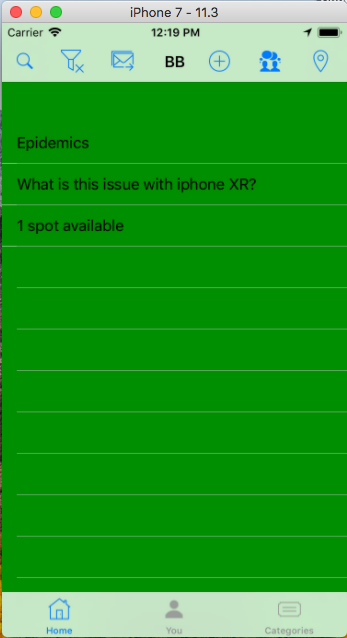 iPhone 7 - 11.3
Carrier 12:19 PM
BB
Epidemics
What is this issue with iphone XR?
1 spot available
Home You Categories